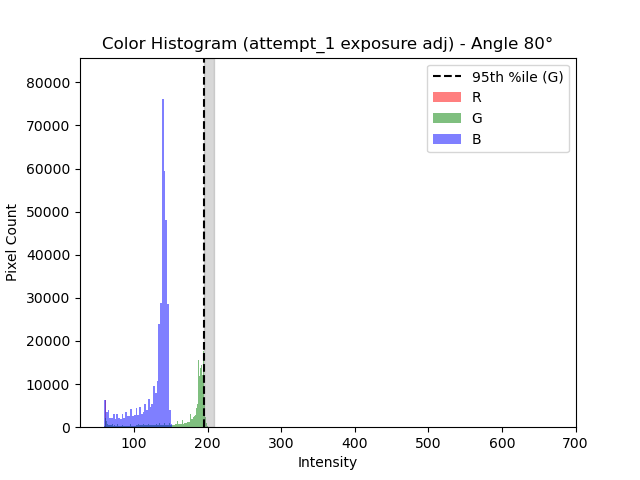 Color Histogram (attempt_1 exposure adj) - Angle 80°
95th %ile (G)
R
G
B
80000
70000
60000
50000
40000
30000
20000
10000
0
Pixel Count
100 200 300 400 500 600 700
Intensity